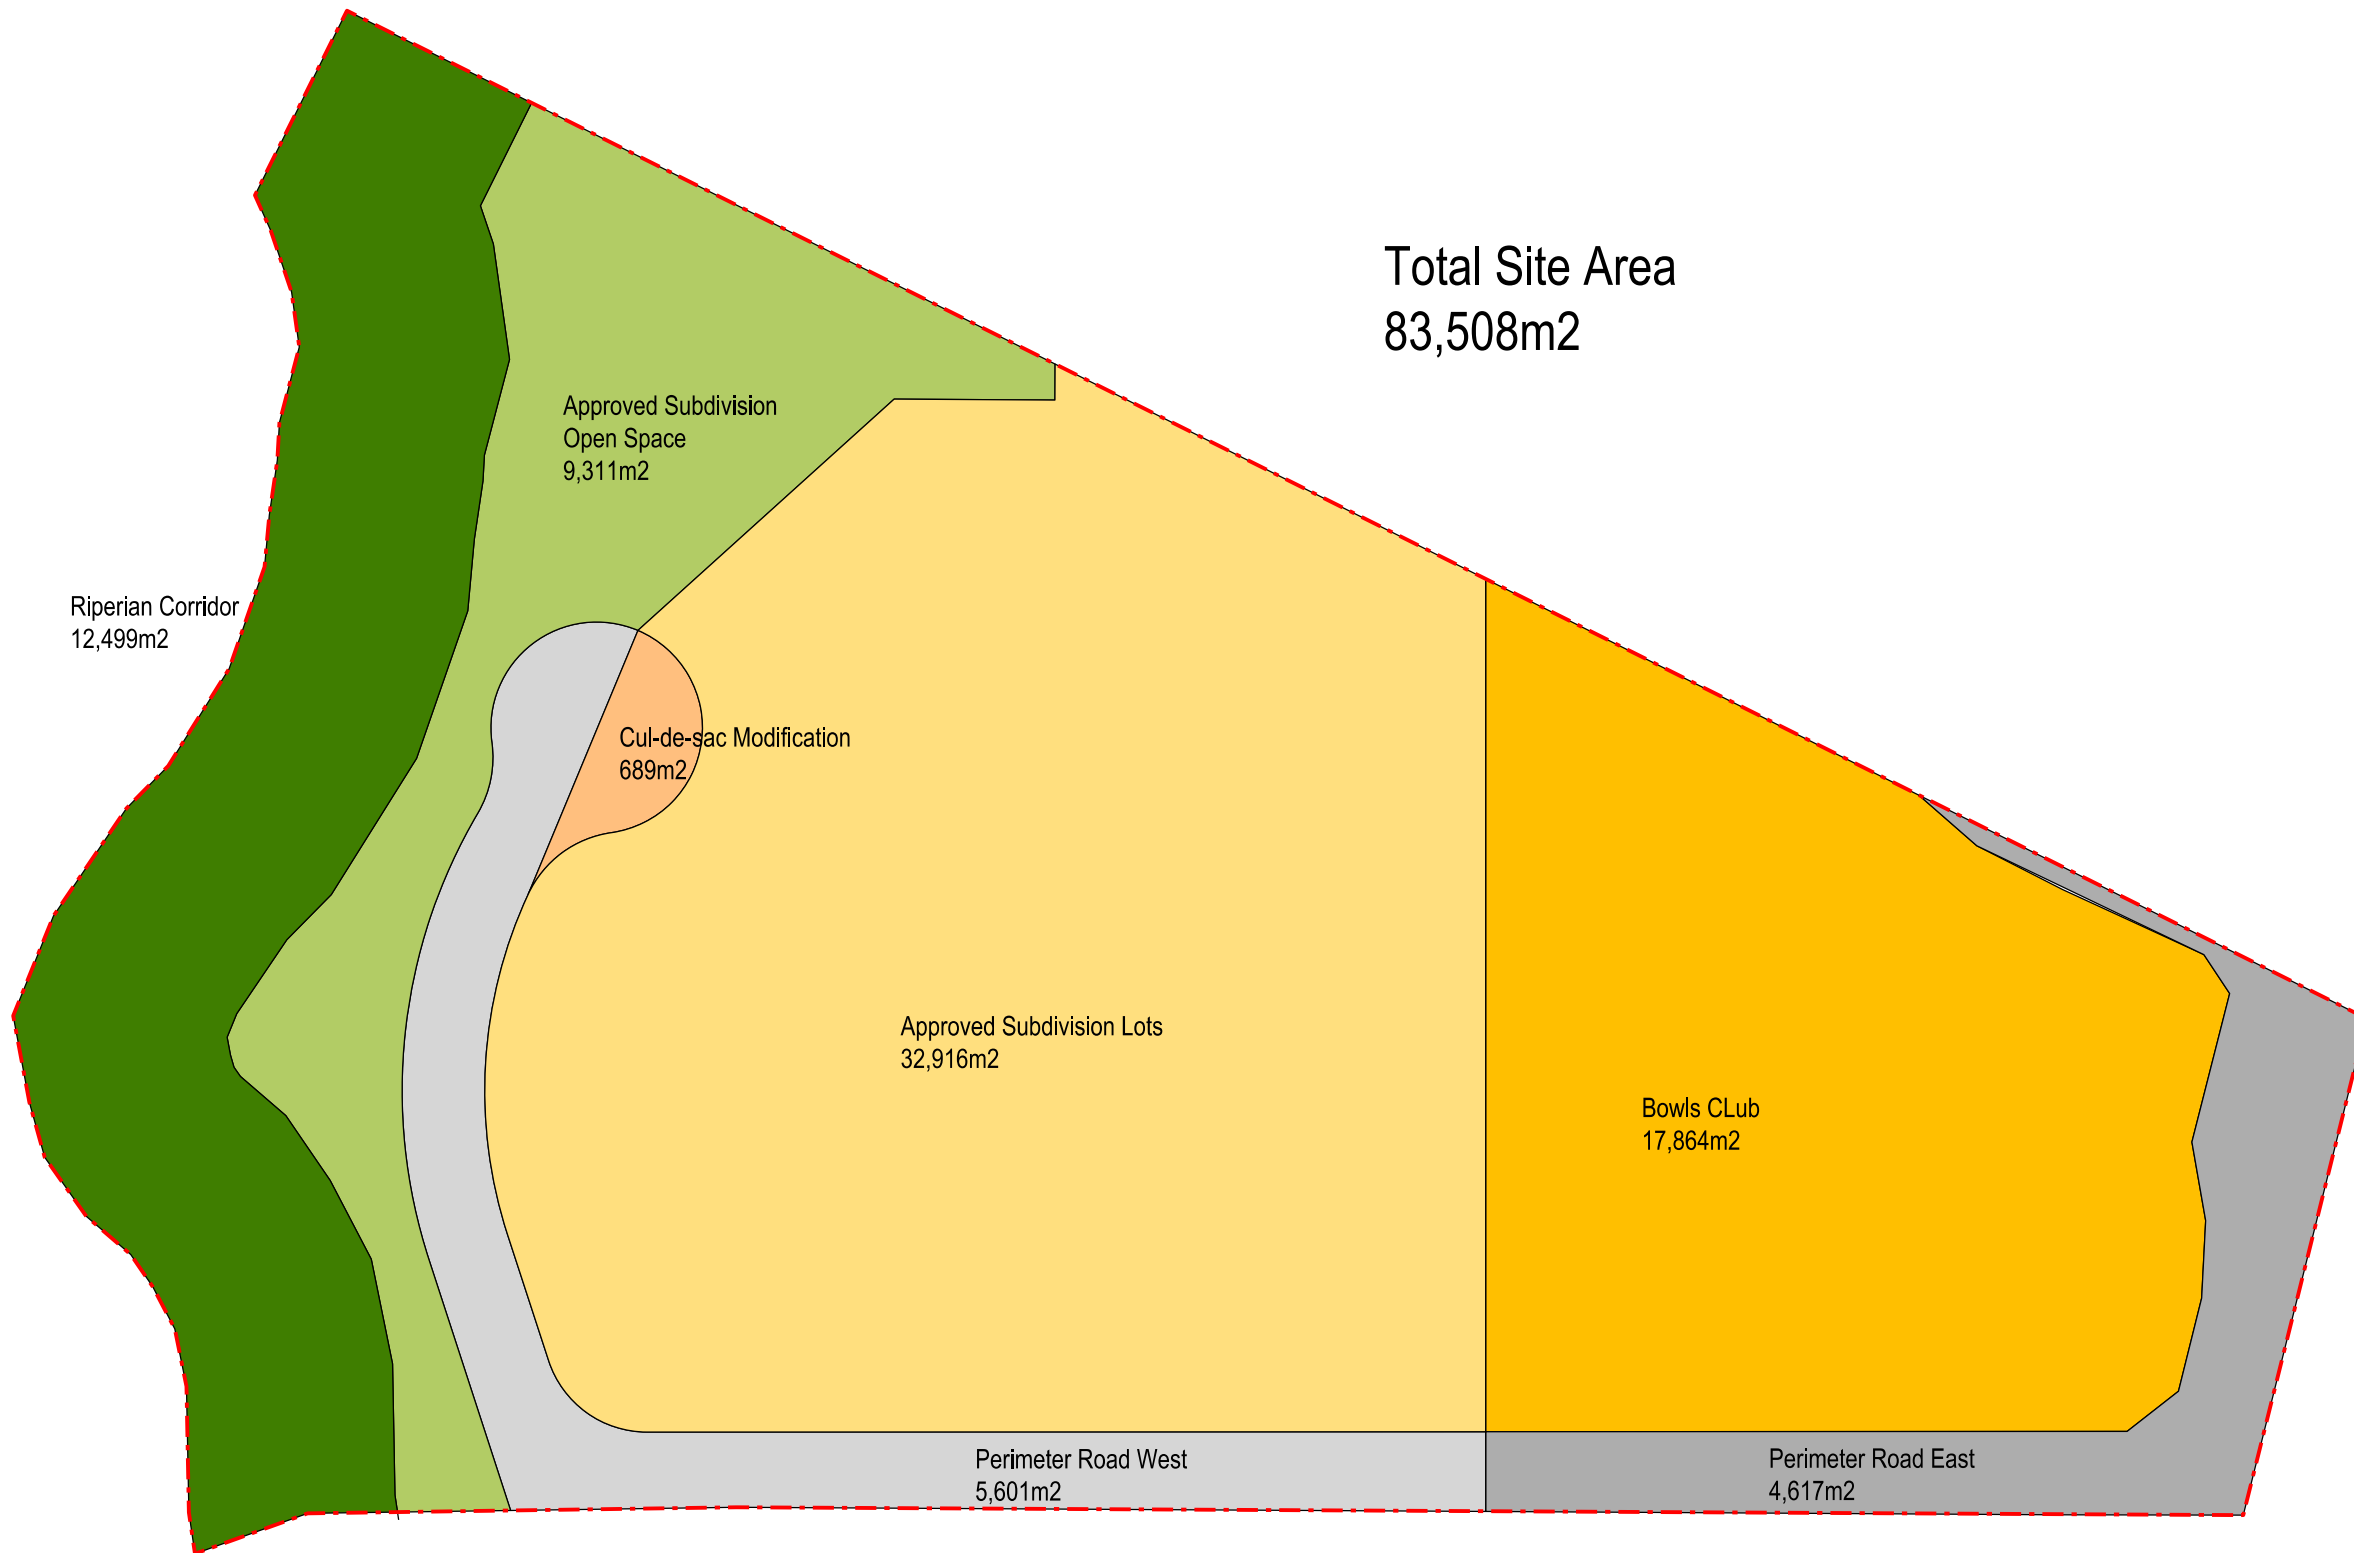 Total Site Area
83,508m2
Approved Subdivision
Open Space
9,311m2
Riperian Corridor
12,499m2
Cul-de-sac Modification
689m2
Approved Subdivision Lots
32,916m2
Bowls CLub
17,864m2
Perimeter Road West
5,601m2
Perimeter Road East
4,617m2